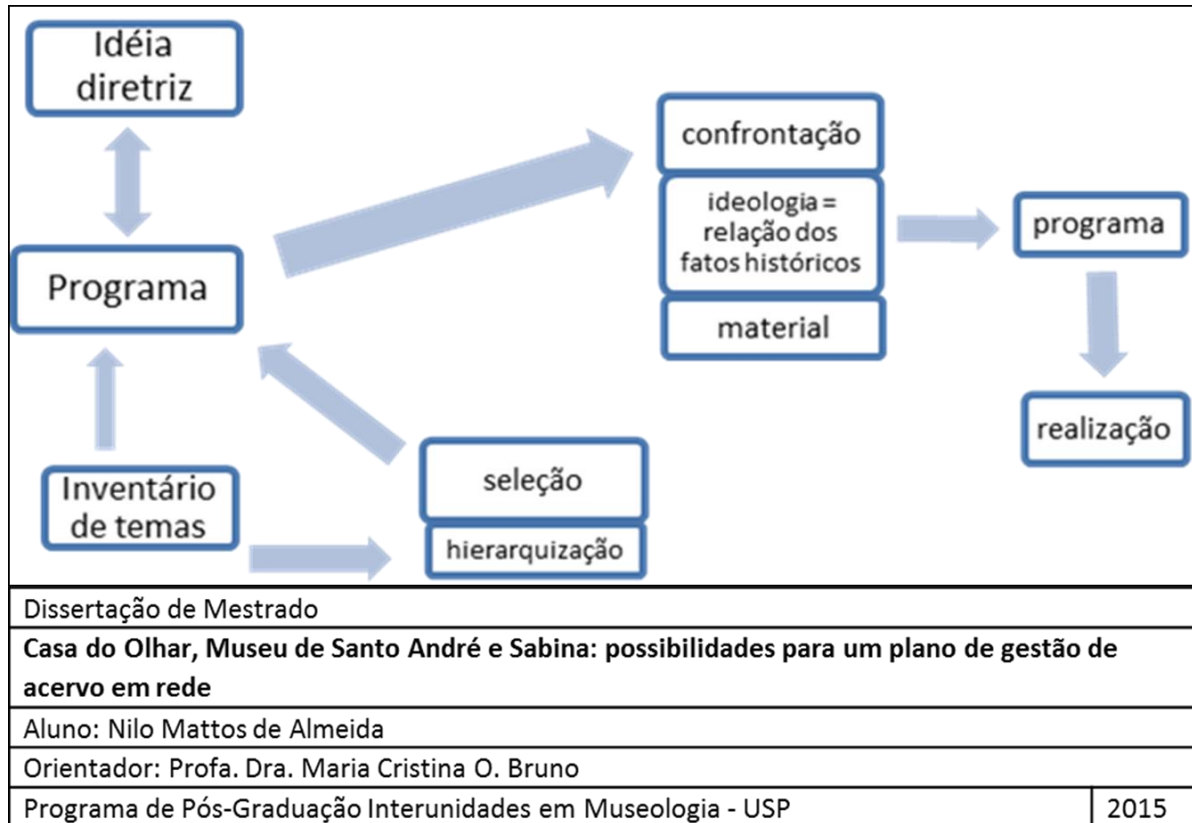 Idéia
diretriz
Programa
Inventário
de temas
seleção
hierarquização
confrontação
ideologia =
relação dos
fatos históricos
material
programa
realização
Dissertação de Mestrado
Casa do Olhar, Museu de Santo André e Sabina: possibilidades para um plano de gestão de
acervo em rede
Aluno: Nilo Mattos de Almeida
Orientador: Profa. Dra. Maria Cristina O. Bruno
Programa de Pós-Graduação Interunidades em Museologia - USP
2015